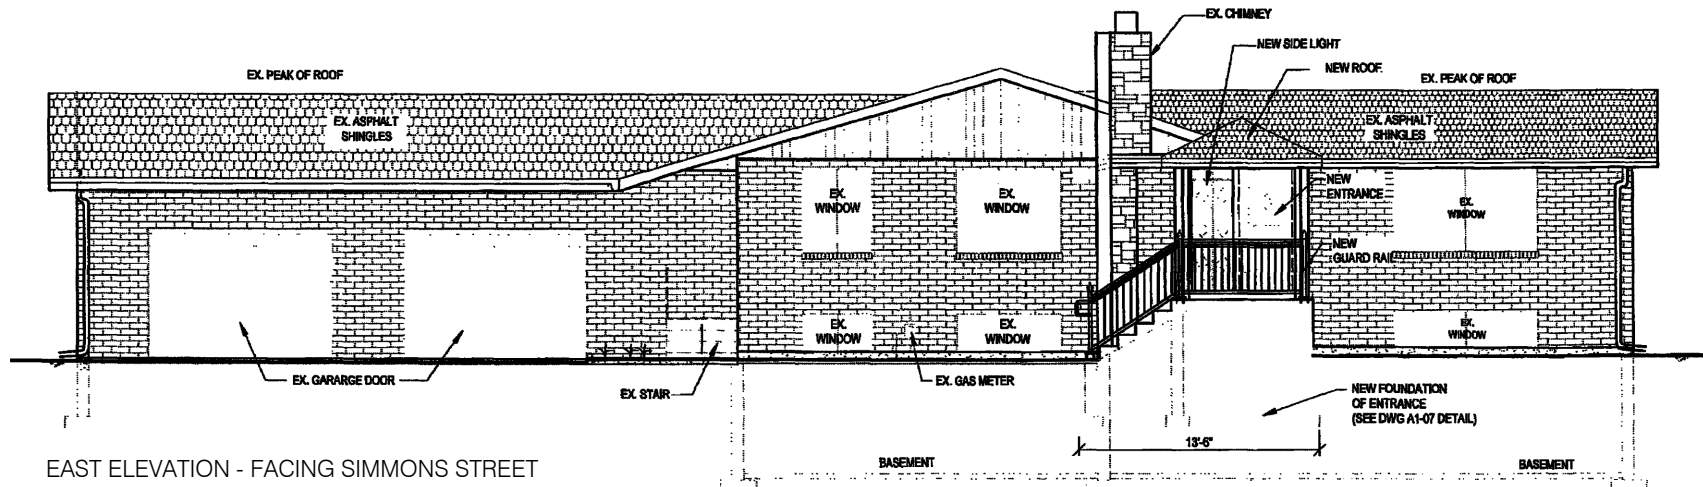 EX. CHIMNEY
NEW SIDE LIGHT
NEW ROOF.
EX. PEAK OF ROOF
EX. PEAK OF ROOF
EX. ASPHALT
SHINGLES
EX. ASPHALT
SHINGLES
EX.
WINDOW
EX.
WINDOW
NEW
ENTRANCE
EX.
WINDOW
NEW
GUARD RAIL
EX.
WINDOW
EX.
WINDOW
EX.
WINDOW
EX. GARARGE DOOR
EX. STAIR
EX. GAS METER
NEW FOUNDATION
OF ENTRANCE
(SEE DWG A1-07 DETAIL)
13'-6"
BASEMENT
BASEMENT
EAST ELEVATION - FACING SIMMONS STREET